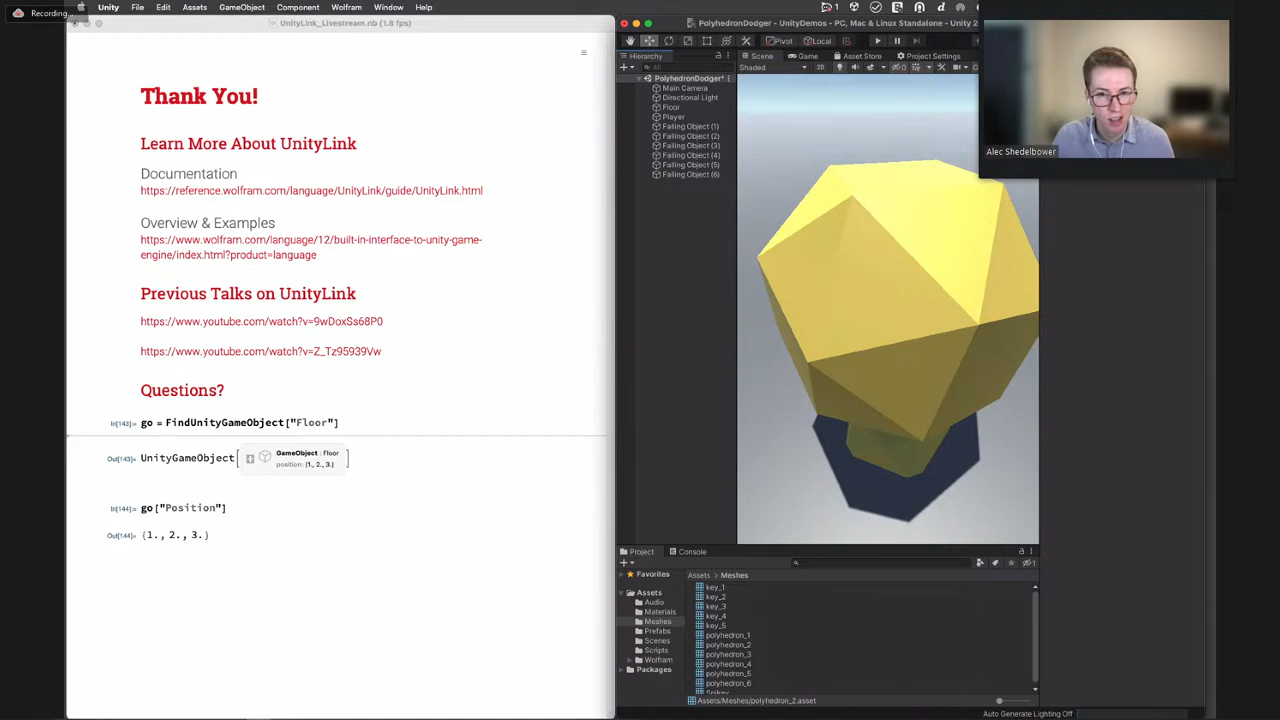 Recording...
Unity File Edit Assets GameObject Component Wolfram Window Help
UnityLink_Livestream.nb (1.8 fps)
Thank You!
Learn More About UnityLink
Documentation
https://reference.wolfram.com/language/UnityLink/guide/UnityLink.html
Overview & Examples
https://www.wolfram.com/language/12/built-in-interface-to-unity-game-
engine/index.html?product=language
Previous Talks on UnityLink
https://www.youtube.com/watch?v=9wDoxSs68P0
https://www.youtube.com/watch?v=Z_Tz95939Vw
Questions?
In[143]:= go = FindUnityGameObject["Floor"]
Out[143]= UnityGameObject[ GameObject : Floor
position: {1., 2., 3.} ]
In[144]:= go["Position"]
Out[144]= {1., 2., 3.}
PolyhedronDodger - UnityDemos - PC, Mac & Linux Standalone - Unity 20
Pivot Local
Hierarchy
All
PolyhedronDodger*
Main Camera
Directional Light
Floor
Player
Falling Object (1)
Falling Object (2)
Falling Object (3)
Falling Object (4)
Falling Object (5)
Falling Object (6)
Scene Game Asset Store Project Settings
Shaded 2D 0
Alec Shedelbower
Project Console
1
Favorites
Assets
Audio
Materials
Meshes
Prefabs
Scenes
Scripts
Wolfram
Packages
Assets Meshes
key_1
key_2
key_3
key_4
key_5
polyhedron_1
polyhedron_2
polyhedron_3
polyhedron_4
polyhedron_5
polyhedron_6
Spikey
Assets/Meshes/polyhedron_2.asset
Auto Generate Lighting Off